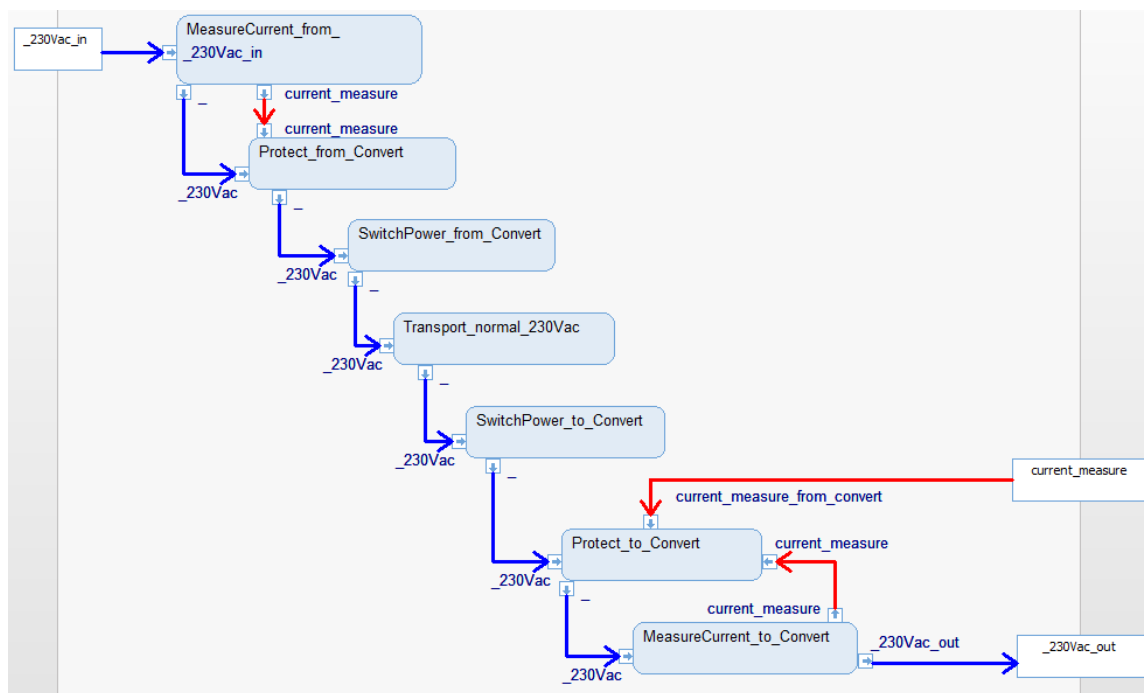 _230Vac_in
MeasureCurrent_from_
_230Vac_in
_
current_measure
current_measure
Protect_from_Convert
_230Vac
_
SwitchPower_from_Convert
_230Vac
_
Transport_normal_230Vac
_230Vac
_
SwitchPower_to_Convert
_230Vac
_
current_measure
current_measure_from_convert
Protect_to_Convert
current_measure
_230Vac
_
current_measure
MeasureCurrent_to_Convert
_230Vac_out
_230Vac_out
_230Vac